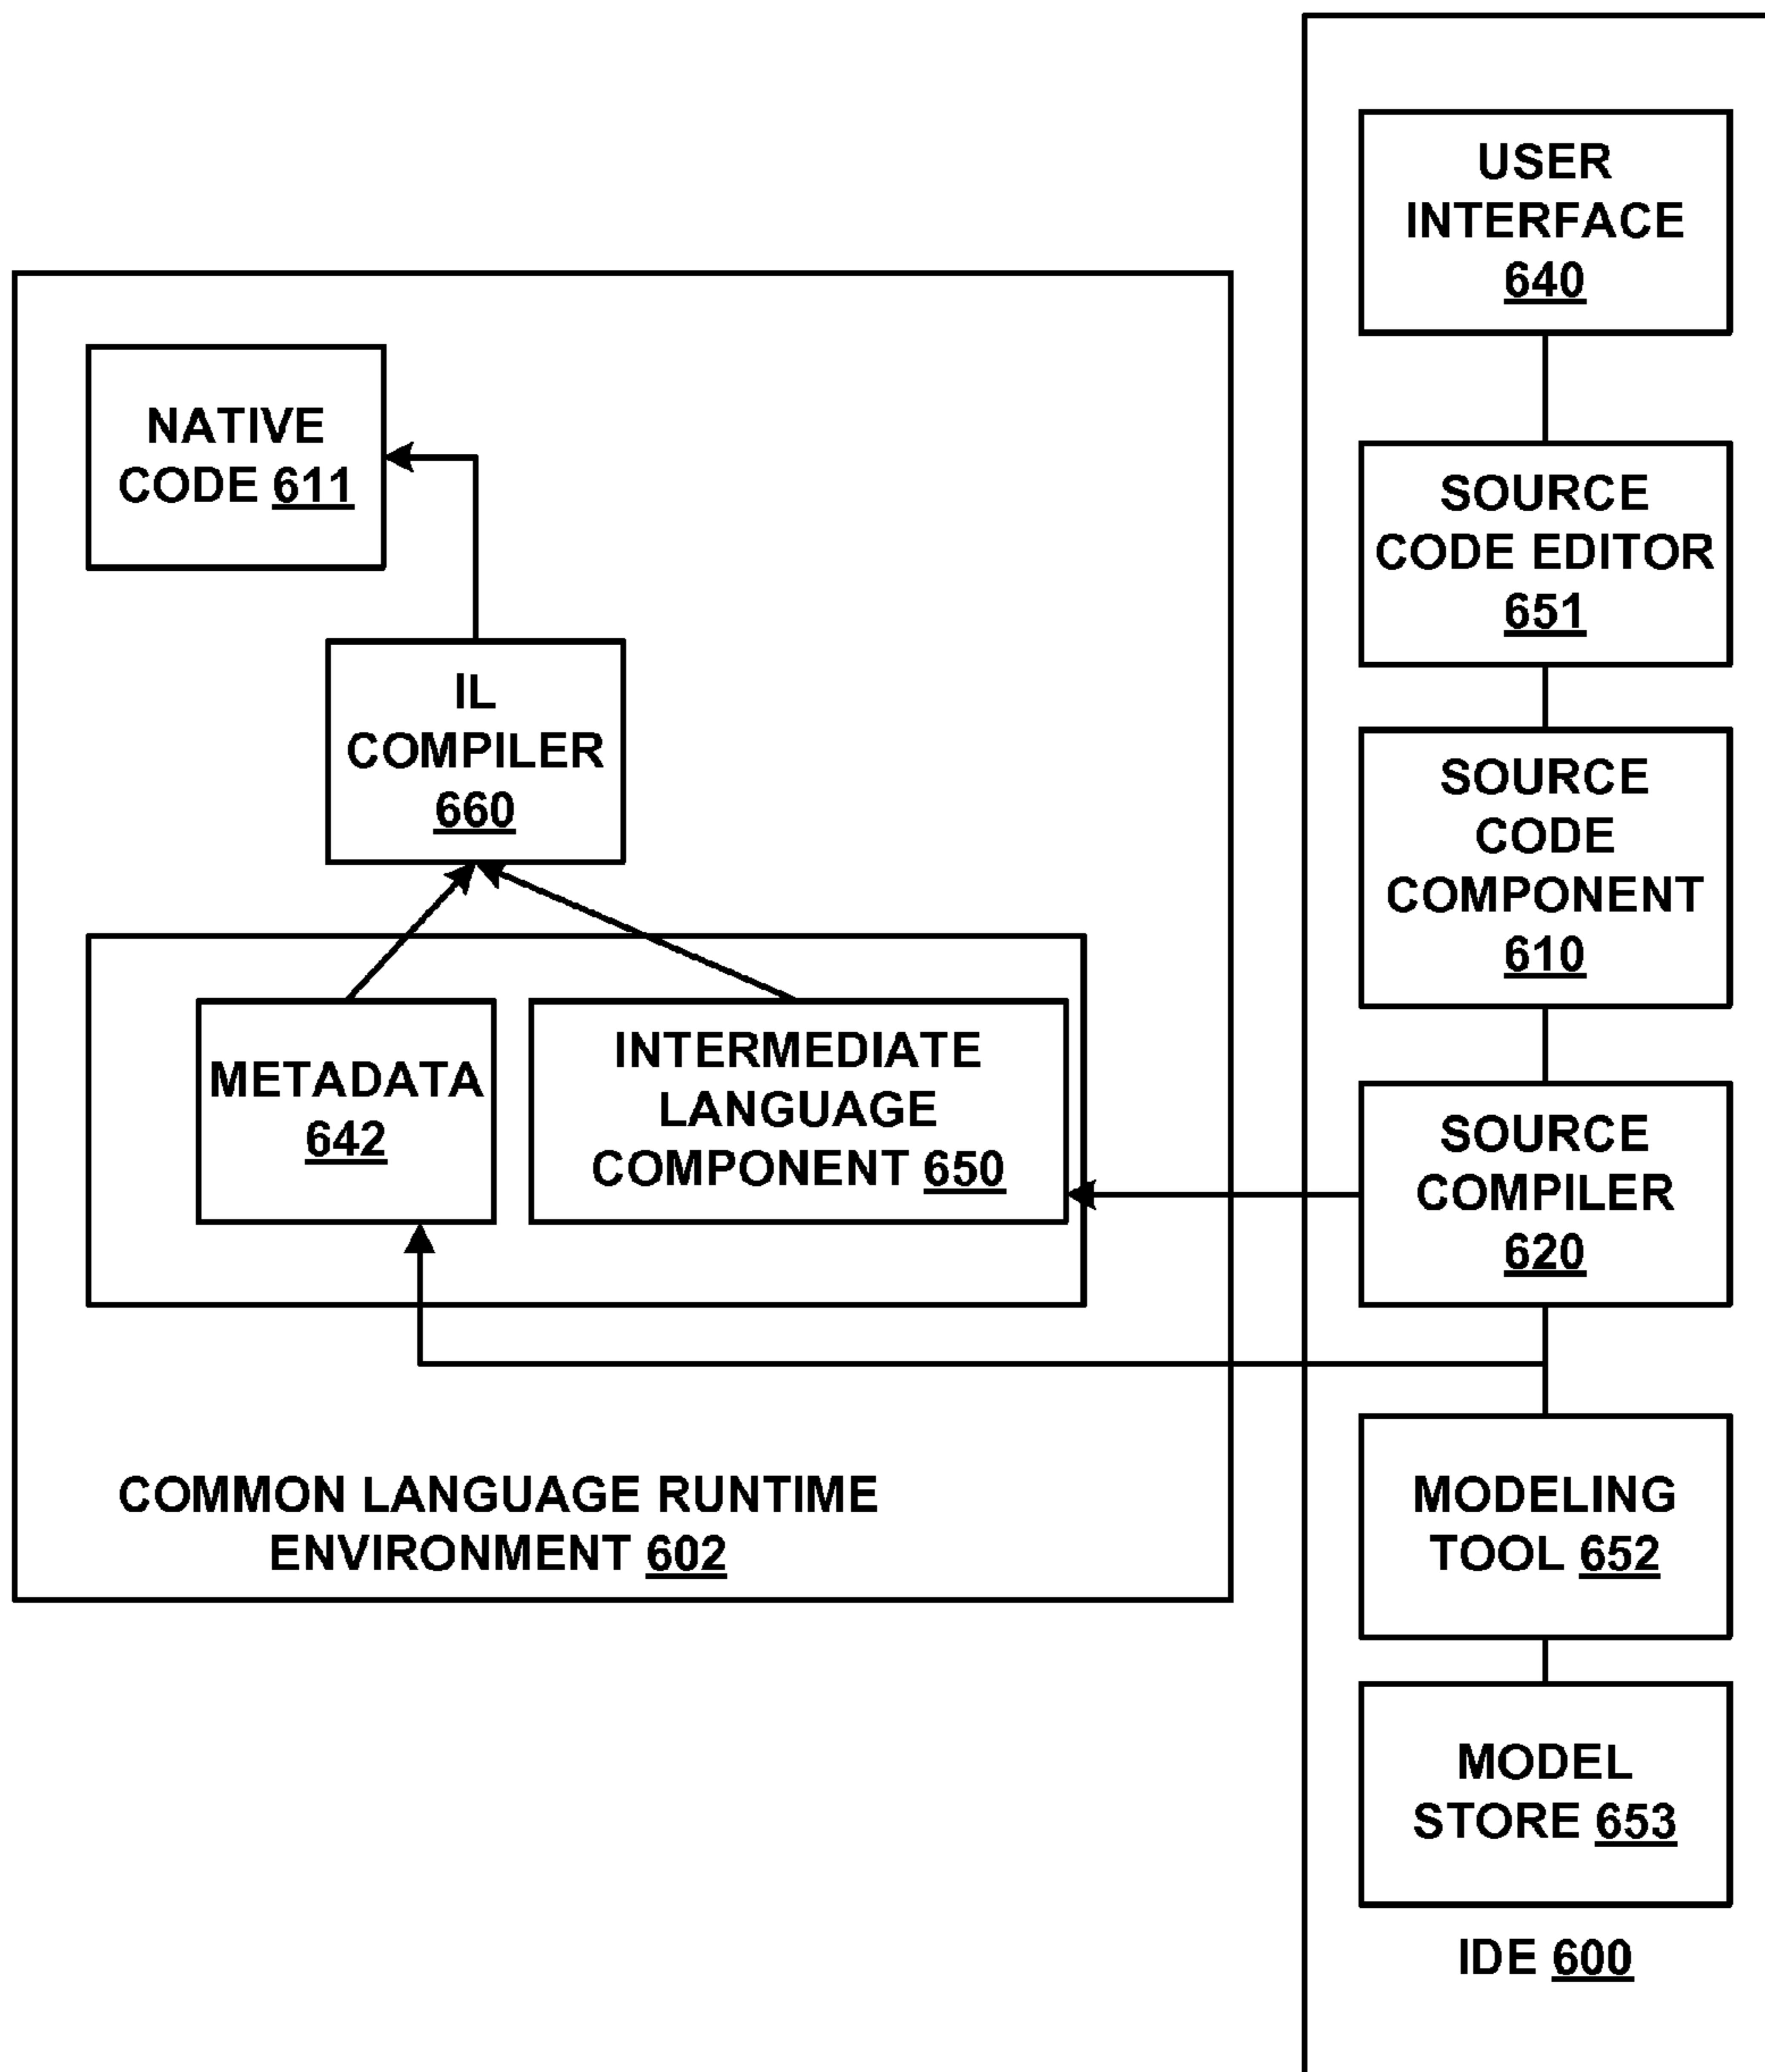 USER
INTERFACE
640
NATIVE
CODE 611
SOURCE
CODE EDITOR
651
IL
COMPILER
660
SOURCE
CODE
COMPONENT
610
METADATA
642
INTERMEDIATE
LANGUAGE
COMPONENT 650
SOURCE
COMPILER
620
COMMON LANGUAGE RUNTIME
ENVIRONMENT 602
MODELING
TOOL 652
MODEL
STORE 653
IDE 600